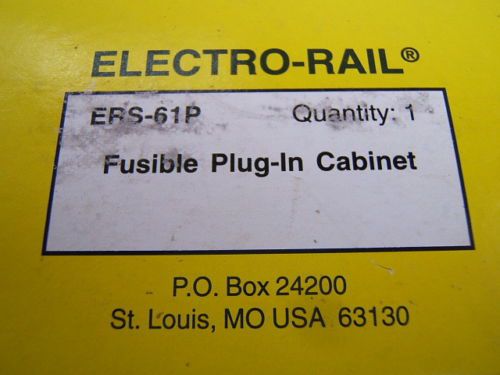 ELECTRO-RAIL®
ERS-61P Quantity: 1
Fusible Plug-In Cabinet
P.O. Box 24200
St. Louis, MO USA 63130